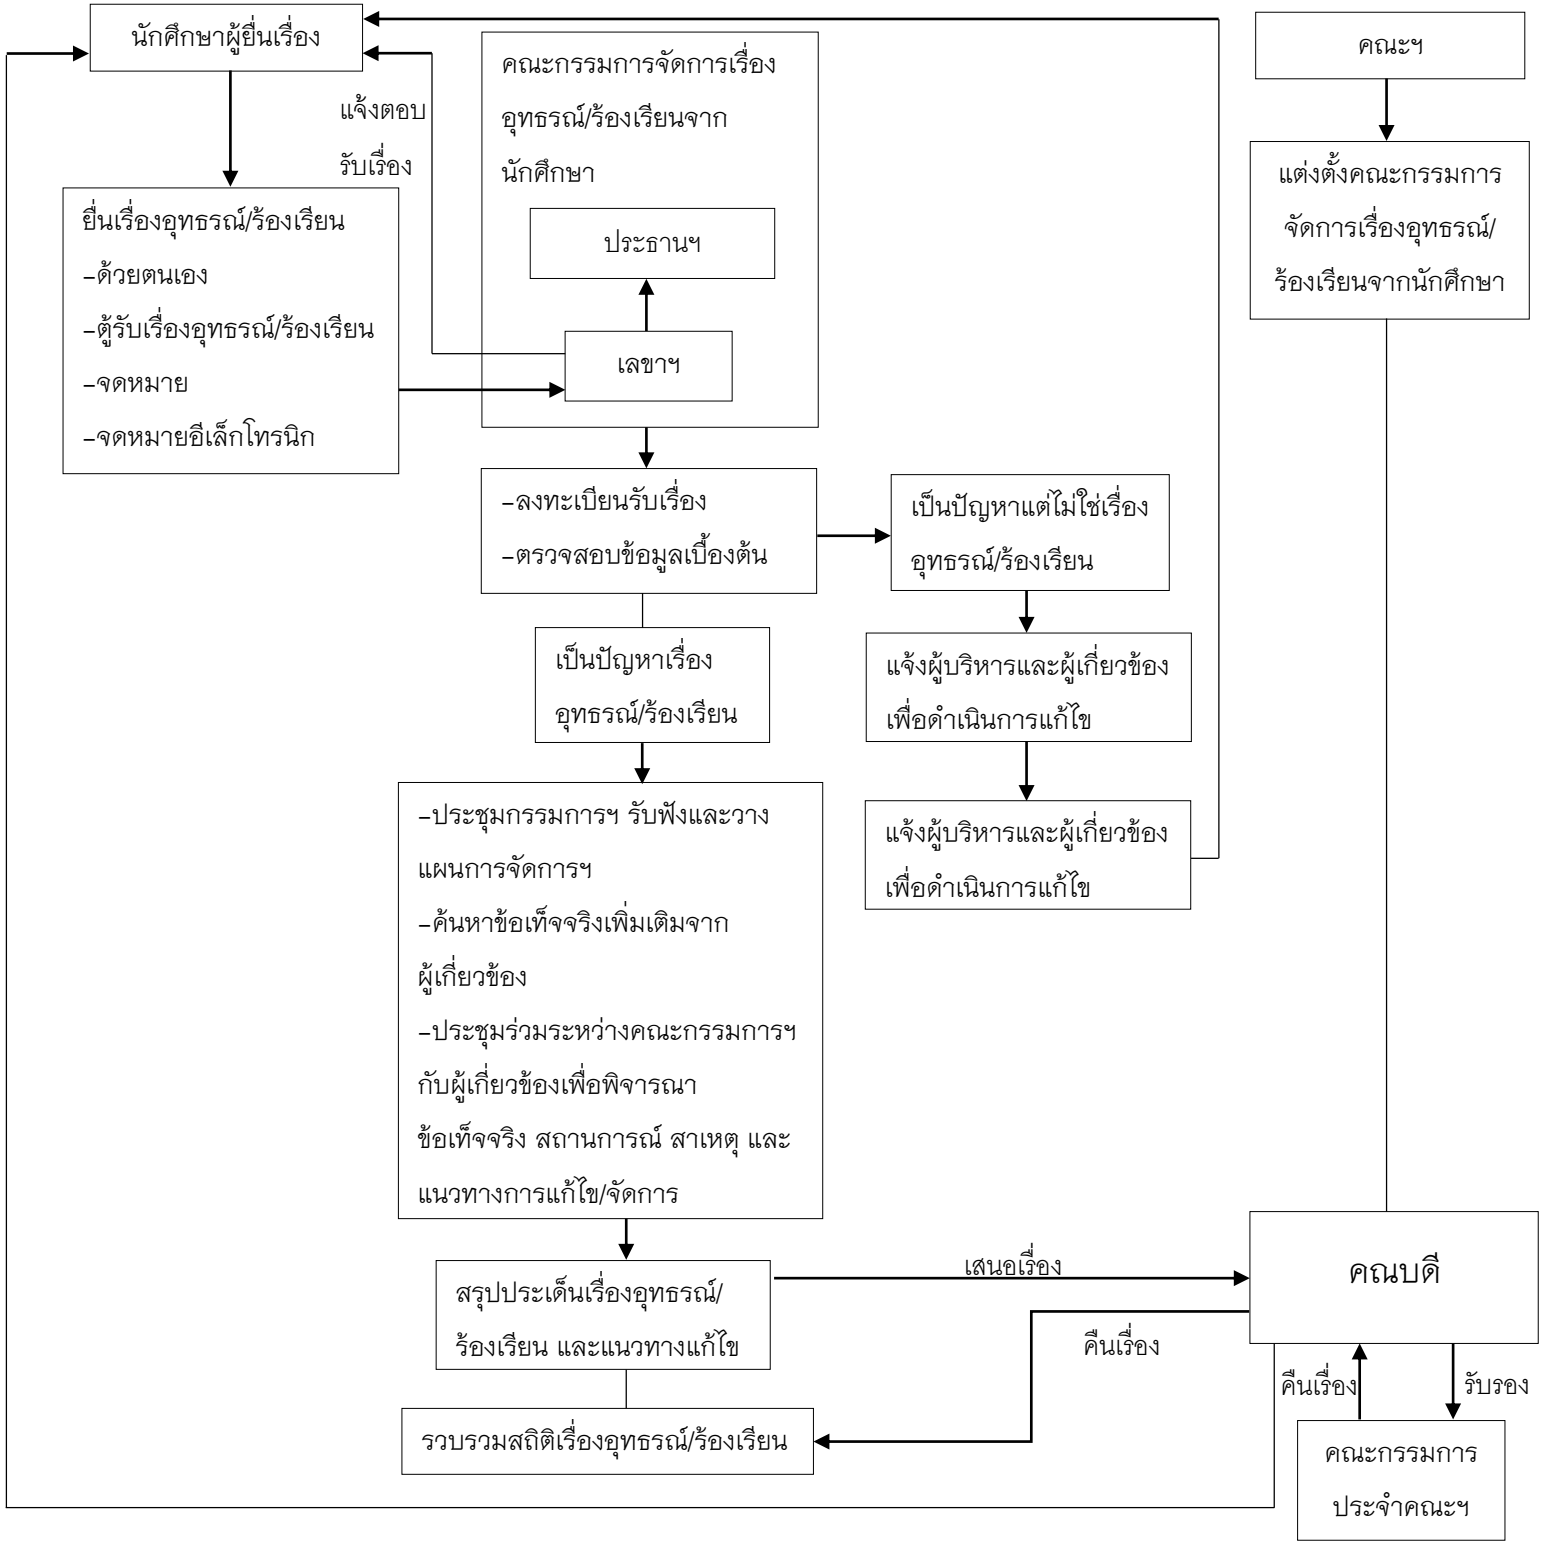 นักศึกษาผู้ยื่นเรื่อง
แจ้งตอบ
รับเรื่อง
ยื่นเรื่องอุทธรณ์/ร้องเรียน
-ด้วยตนเอง
-ตู้รับเรื่องอุทธรณ์/ร้องเรียน
-จดหมาย
-จดหมายอีเล็กโทรนิก
คณะกรรมการจัดการเรื่อง
อุทธรณ์/ร้องเรียนจาก
นักศึกษา
ประธานฯ
เลขาฯ
คณะฯ
แต่งตั้งคณะกรรมการ
จัดการเรื่องอุทธรณ์/
ร้องเรียนจากนักศึกษา
-ลงทะเบียนรับเรื่อง
-ตรวจสอบข้อมูลเบื้องต้น
เป็นปัญหาแต่ไม่ใช่เรื่อง
อุทธรณ์/ร้องเรียน
แจ้งผู้บริหารและผู้เกี่ยวข้อง
เพื่อดำเนินการแก้ไข
แจ้งผู้บริหารและผู้เกี่ยวข้อง
เพื่อดำเนินการแก้ไข
เป็นปัญหาเรื่อง
อุทธรณ์/ร้องเรียน
-ประชุมกรรมการฯ รับฟังและวาง
แผนการจัดการฯ
-ค้นหาข้อเท็จจริงเพิ่มเติมจาก
ผู้เกี่ยวข้อง
-ประชุมร่วมระหว่างคณะกรรมการฯ
กับผู้เกี่ยวข้องเพื่อพิจารณา
ข้อเท็จจริง สถานการณ์ สาเหตุ และ
แนวทางการแก้ไข/จัดการ
สรุปประเด็นเรื่องอุทธรณ์/
ร้องเรียน และแนวทางแก้ไข
เสนอเรื่อง
คณบดี
คืนเรื่อง
รวบรวมสถิติเรื่องอุทธรณ์/ร้องเรียน
คืนเรื่อง
รับรอง
คณะกรรมการ
ประจำคณะฯ